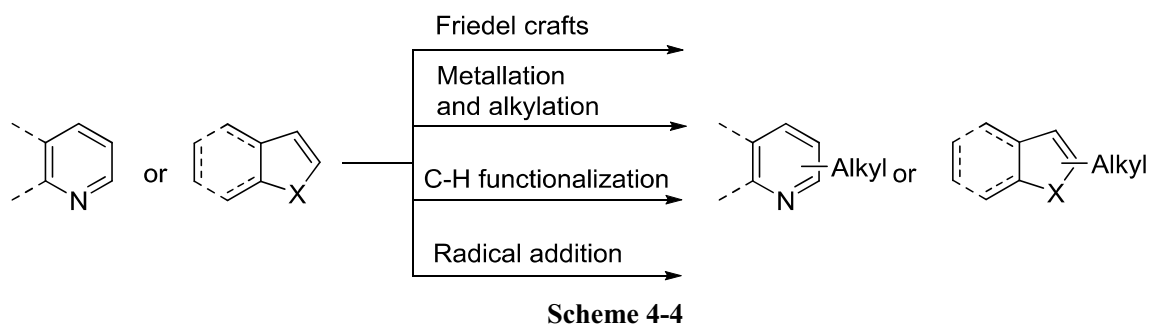 Friedel crafts
Metallation
and alkylation
C-H functionalization
Radical addition
N
or
X
N
Alkyl
or
X
Alkyl
Scheme 4-4